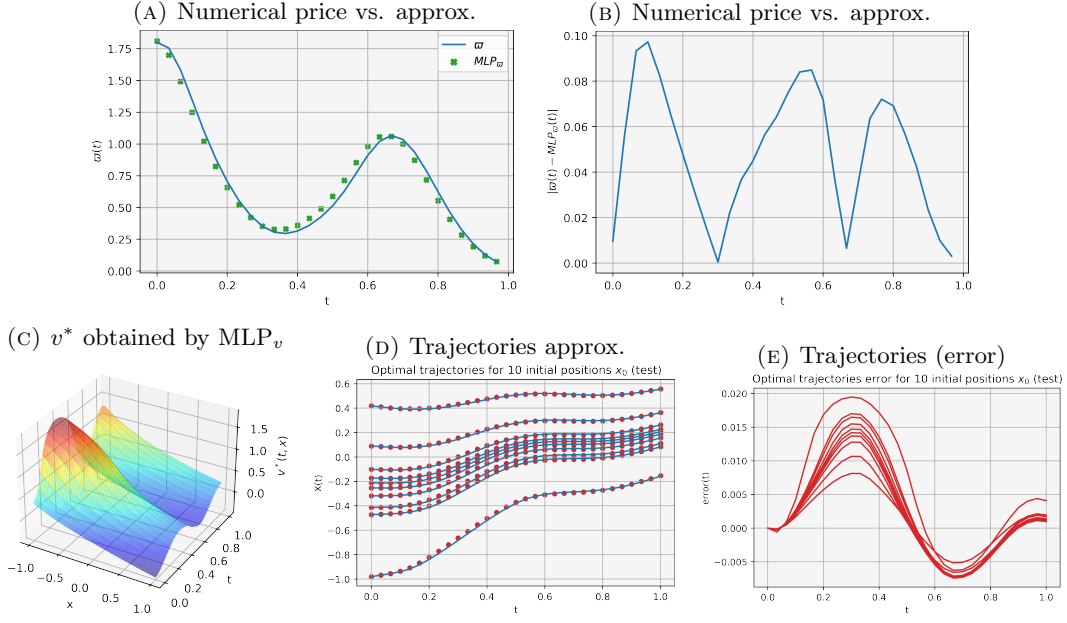 (A) Numerical price vs. approx.
1.75
1.50
1.25
1.00
0.75
0.50
0.25
0.00
ϖ(t)
ϖ
MLP_ϖ
0.0 0.2 0.4 0.6 0.8 1.0
t
(B) Numerical price vs. approx.
0.10
0.08
0.06
0.04
0.02
0.00
|ϖ(t) − MLP_ϖ(t)|
0.0 0.2 0.4 0.6 0.8 1.0
t
(C) v* obtained by MLP_v
1.5
1.0
0.5
0.0
v*(t, x)
−1.0 −0.5 0.0 0.5 1.0
x
0.0 0.2 0.4 0.6 0.8 1.0
t
(D) Trajectories approx.
Optimal trajectories for 10 initial positions x₀ (test)
0.6
0.4
0.2
0.0
−0.2
−0.4
−0.6
−0.8
−1.0
X(t)
0.0 0.2 0.4 0.6 0.8 1.0
t
(E) Trajectories (error)
Optimal trajectories error for 10 initial positions x₀ (test)
0.020
0.015
0.010
0.005
0.000
−0.005
error(t)
0.0 0.2 0.4 0.6 0.8 1.0
t